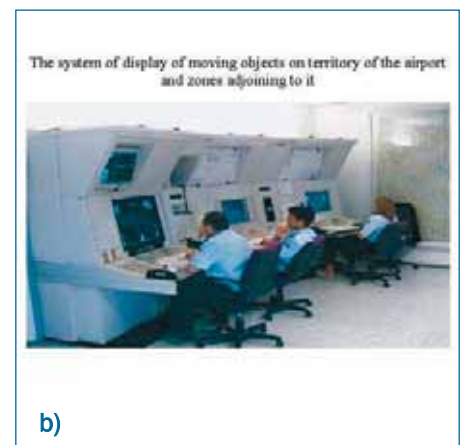 The system of display of moving objects on territory of the airport
and zones adjoining to it
b)